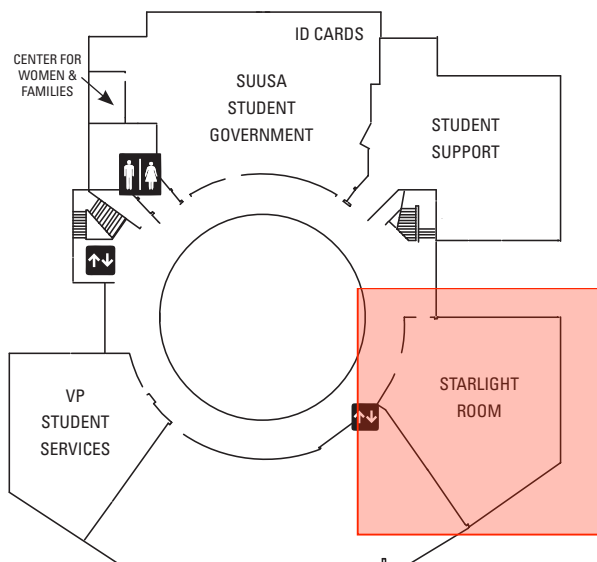 ID CARDS
CENTER FOR
WOMEN &
FAMILIES
SUUSA
STUDENT
GOVERNMENT
STUDENT
SUPPORT
STARLIGHT
ROOM
VP
STUDENT
SERVICES